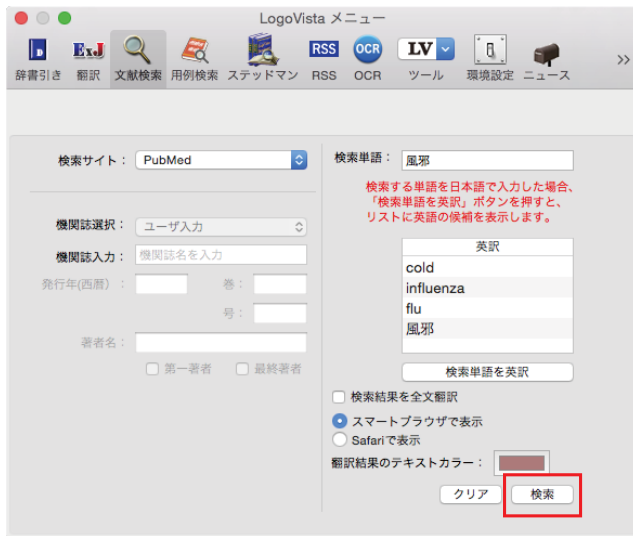 LogoVista メニュー
ExJ
RSS
OCR
LV
辞書引き 翻訳 文献検索 用例検索 ステッドマン RSS OCR ツール 環境設定 ニュース
検索サイト： PubMed
機関誌選択： ユーザ入力
機関誌入力： 機関誌名を入力
発行年(西暦)： 巻：
号：
著者名：
第一著者 最終著者
検索単語： 風邪
検索する単語を日本語で入力した場合、
「検索単語を英訳」ボタンを押すと、
リストに英語の候補を表示します。
英訳
cold
influenza
flu
風邪
検索単語を英訳
検索結果を全文翻訳
スマートブラウザで表示
Safariで表示
翻訳結果のテキストカラー：
クリア 検索